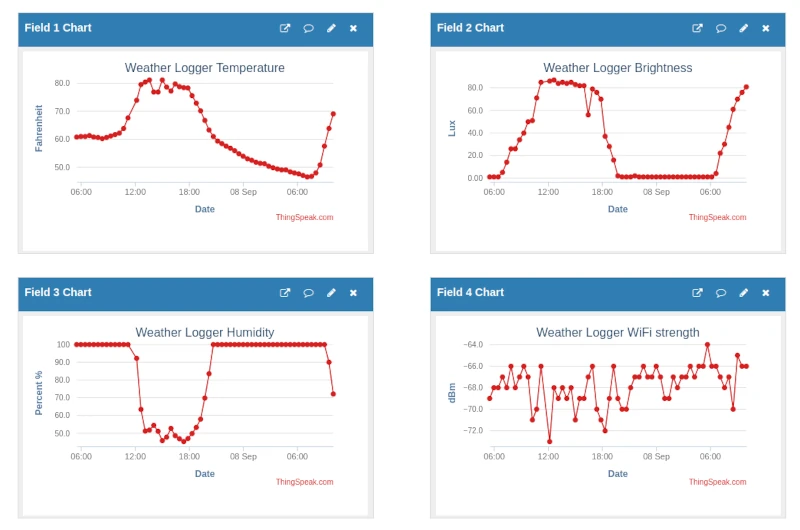 Field 1 Chart
Weather Logger Temperature
Fahrenheit
80.0
70.0
60.0
50.0
06:00 12:00 18:00 08 Sep 06:00
Date
ThingSpeak.com
Field 2 Chart
Weather Logger Brightness
Lux
80.0
60.0
40.0
20.0
0.00
06:00 12:00 18:00 08 Sep 06:00
Date
ThingSpeak.com
Field 3 Chart
Weather Logger Humidity
Percent %
100
90.0
80.0
70.0
60.0
50.0
06:00 12:00 18:00 08 Sep 06:00
Date
ThingSpeak.com
Field 4 Chart
Weather Logger WiFi strength
dBm
−64.0
−66.0
−68.0
−70.0
−72.0
06:00 12:00 18:00 08 Sep 06:00
Date
ThingSpeak.com